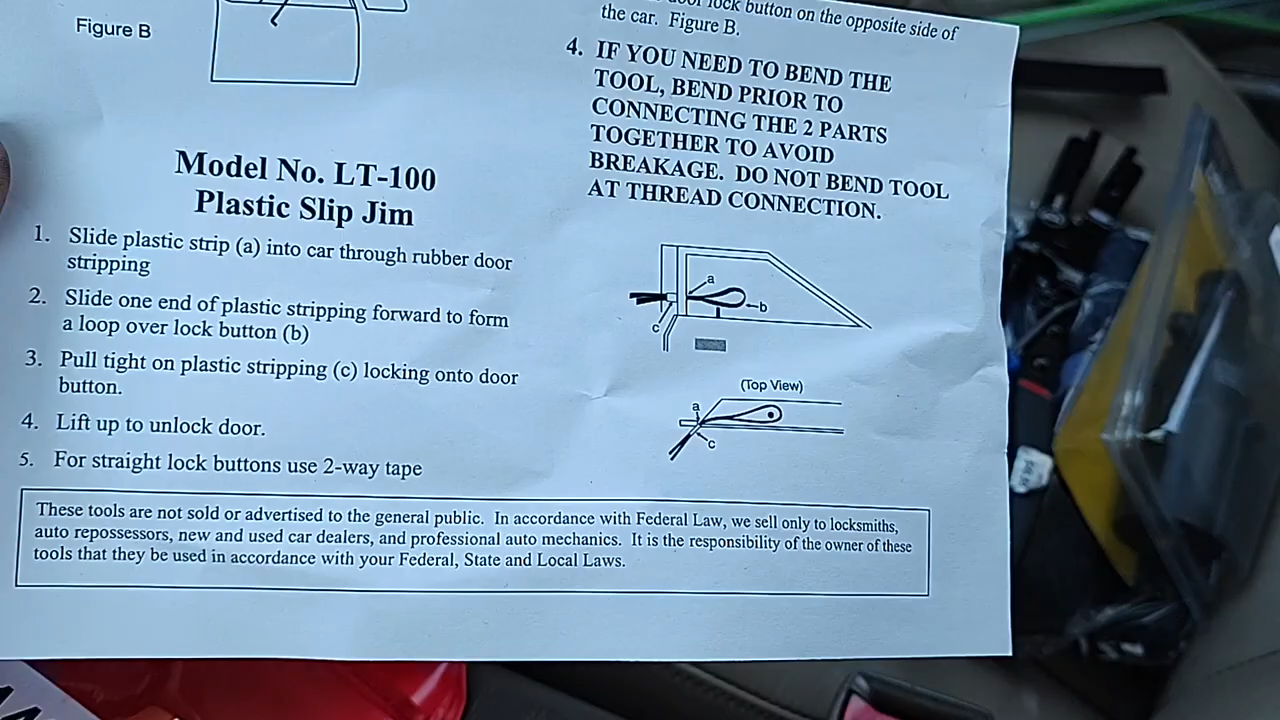 Figure B
Model No. LT-100
Plastic Slip Jim
1. Slide plastic strip (a) into car through rubber door
stripping
2. Slide one end of plastic stripping forward to form
a loop over lock button (b)
3. Pull tight on plastic stripping (c) locking onto door
button.
4. Lift up to unlock door.
5. For straight lock buttons use 2-way tape
lock button on the opposite side of
the car. Figure B.
4. IF YOU NEED TO BEND THE
TOOL, BEND PRIOR TO
CONNECTING THE 2 PARTS
TOGETHER TO AVOID
BREAKAGE. DO NOT BEND TOOL
AT THREAD CONNECTION.
a
b
c
(Top View)
a
c
These tools are not sold or advertised to the general public. In accordance with Federal Law, we sell only to locksmiths,
auto repossessors, new and used car dealers, and professional auto mechanics. It is the responsibility of the owner of these
tools that they be used in accordance with your Federal, State and Local Laws.